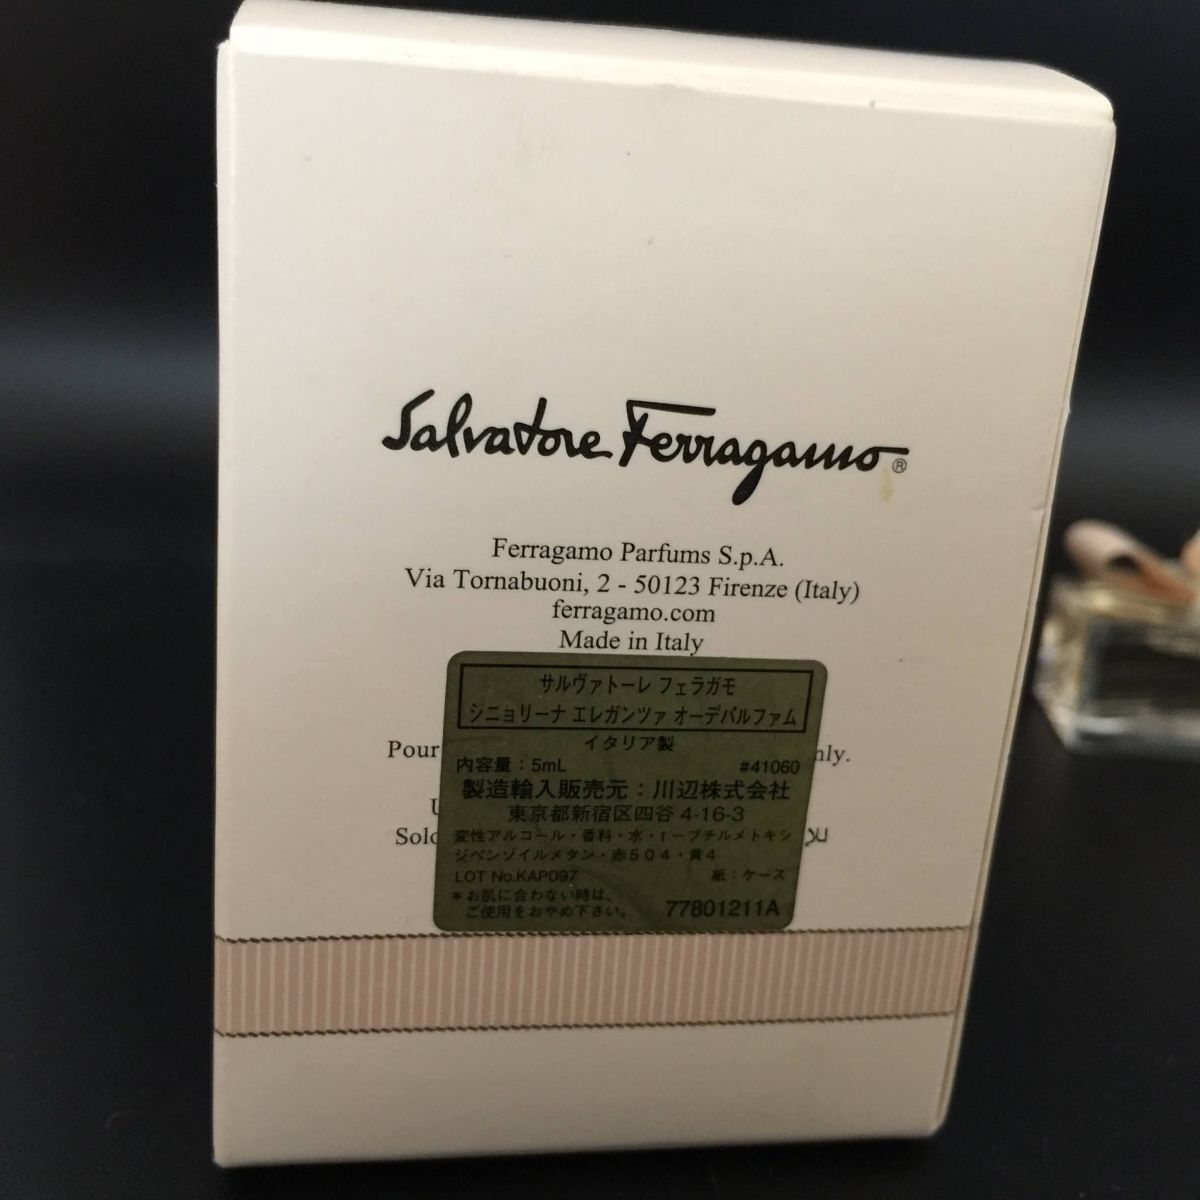 Salvatore Ferragamo®
Ferragamo Parfums S.p.A.
Via Tornabuoni, 2 - 50123 Firenze (Italy)
ferragamo.com
Made in Italy
サルヴァトーレ フェラガモ
シニョリーナ エレガンツァ オーデパルファム
イタリア製
Pour
nly.
内容量：5mL #41060
製造輸入販売元：川辺株式会社
東京都新宿区四谷 4-16-3
Solo
変性アルコール・香料・水・t－ブチルメトキシ
ジベンゾイルメタン・赤５０４・黄４
LOT No.KAP097 紙：ケース
＊お肌に合わない時は、
ご使用をおやめ下さい。 77801211A